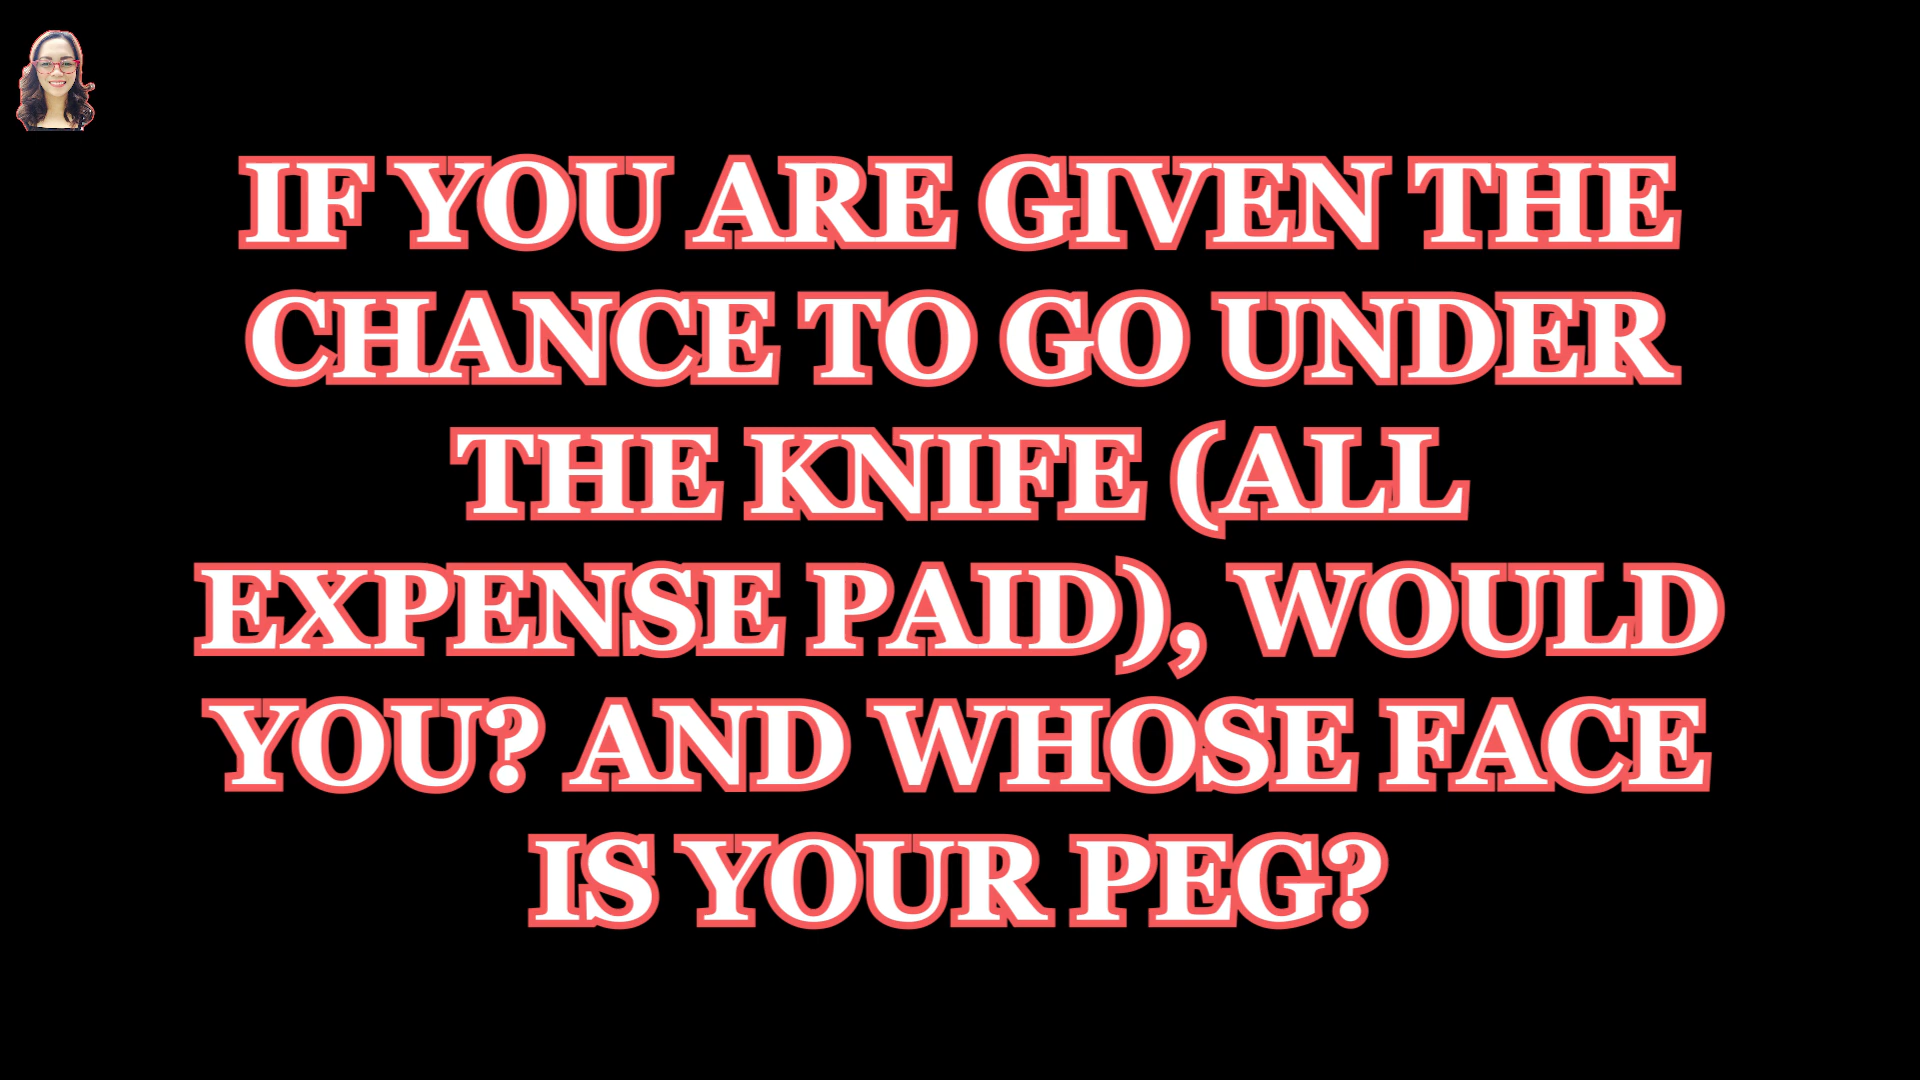 IF YOU ARE GIVEN THE
CHANCE TO GO UNDER
THE KNIFE (ALL
EXPENSE PAID), WOULD
YOU? AND WHOSE FACE
IS YOUR PEG?